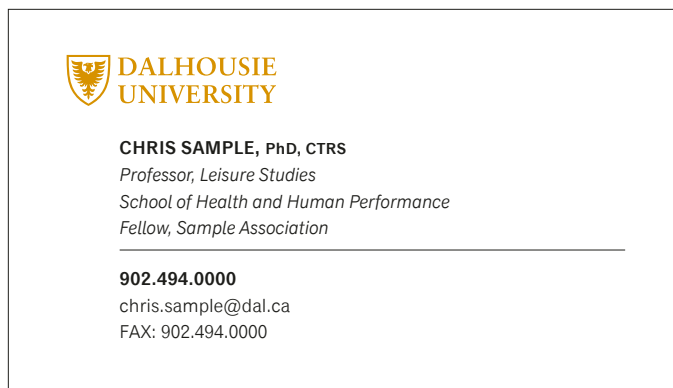 DALHOUSIE
UNIVERSITY
CHRIS SAMPLE, PhD, CTRS
Professor, Leisure Studies
School of Health and Human Performance
Fellow, Sample Association
902.494.0000
chris.sample@dal.ca
FAX: 902.494.0000